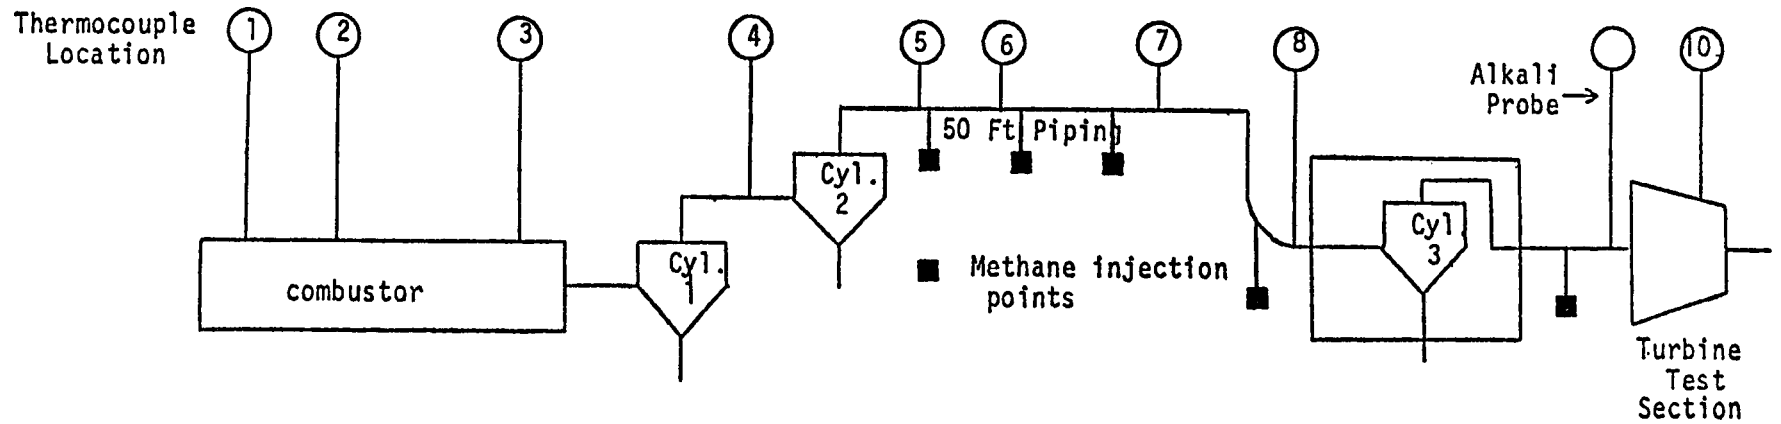 Thermocouple
Location
1
2
3
4
5
6
7
8
10.
Alkali
Probe
50 Ft Piping
Cyl.
2
Cyl.
1
Cyl
3
combustor
Methane injection
points
Turbine
Test
Section